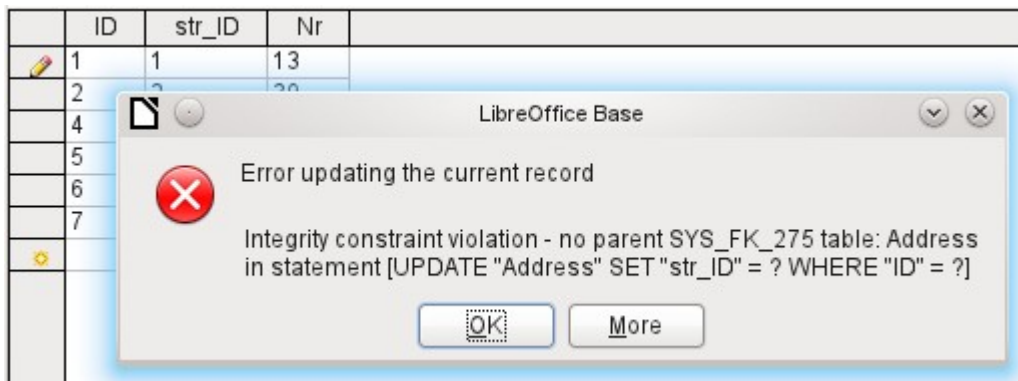 ID str_ID Nr
1 1 13
2
LibreOffice Base
4
5
Error updating the current record
6
7
Integrity constraint violation - no parent SYS_FK_275 table: Address
in statement [UPDATE "Address" SET "str_ID" = ? WHERE "ID" = ?]
OK More